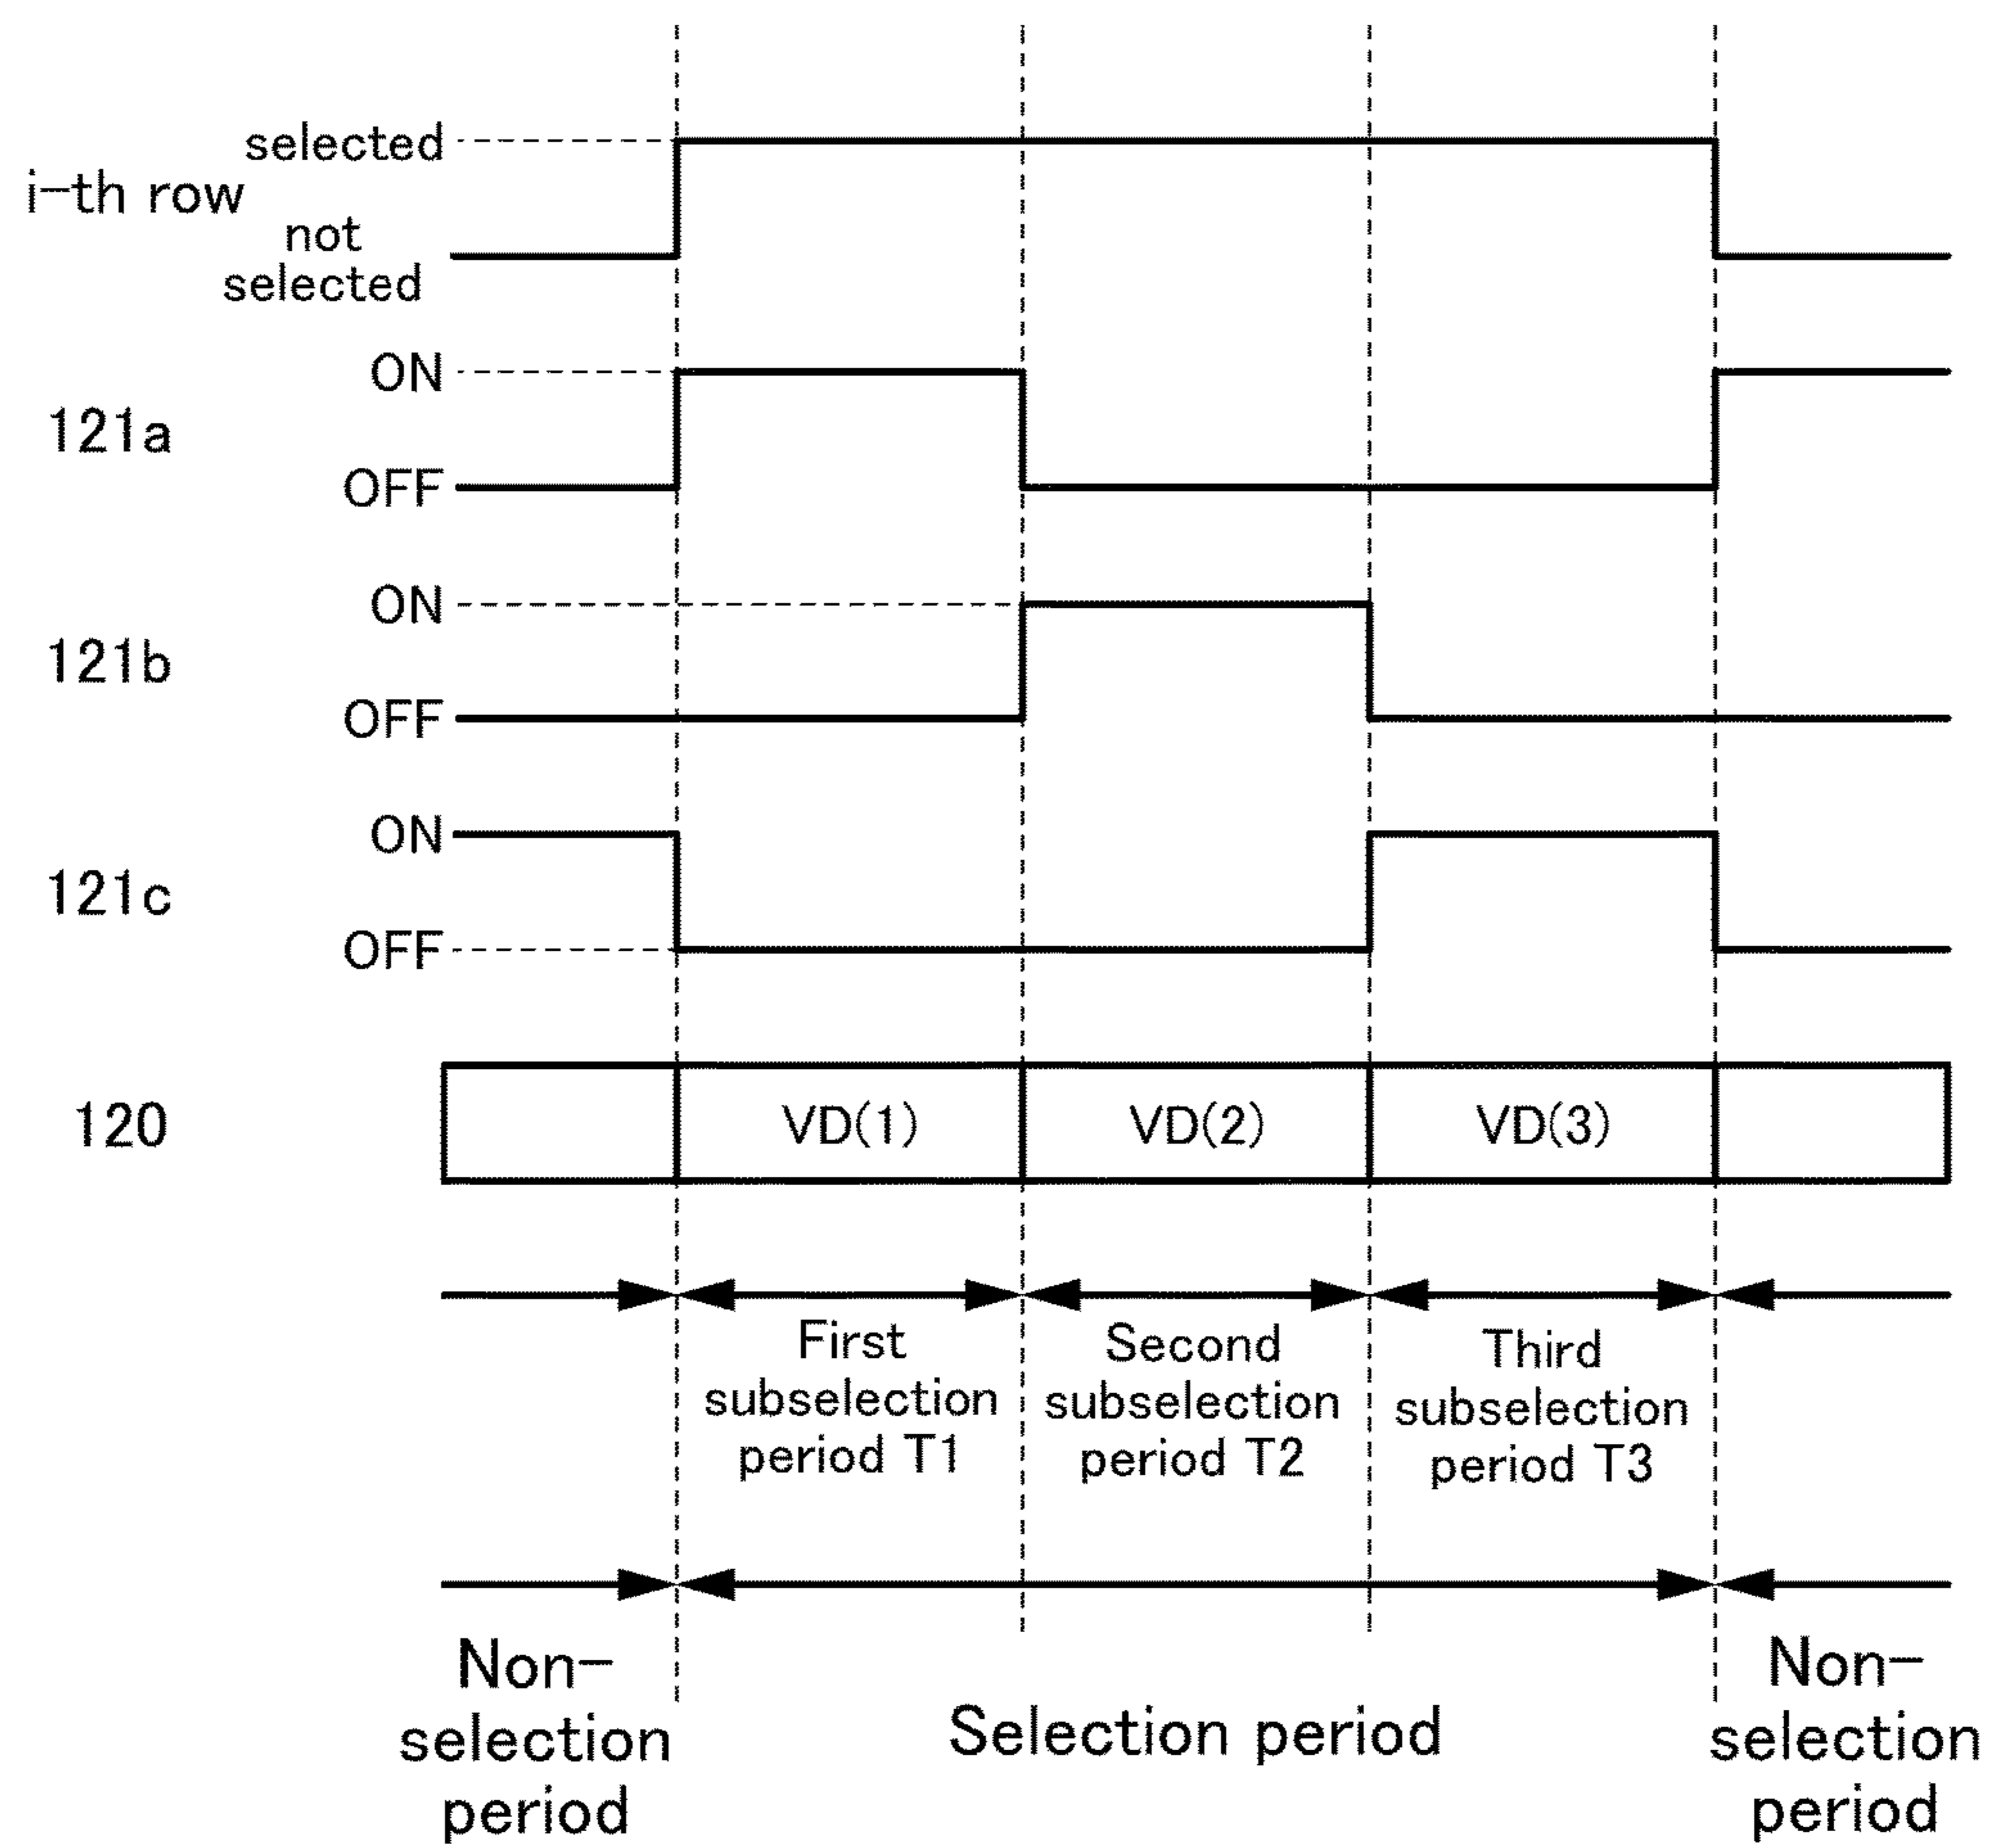 selected
i-th row
not
selected
ON
121a
OFF
ON
121b
OFF
ON
121c
OFF
120
VD(1)
VD(2)
VD(3)
First
subselection
period T1
Second
subselection
period T2
Third
subselection
period T3
Non-
selection
period
Selection period
Non-
selection
period